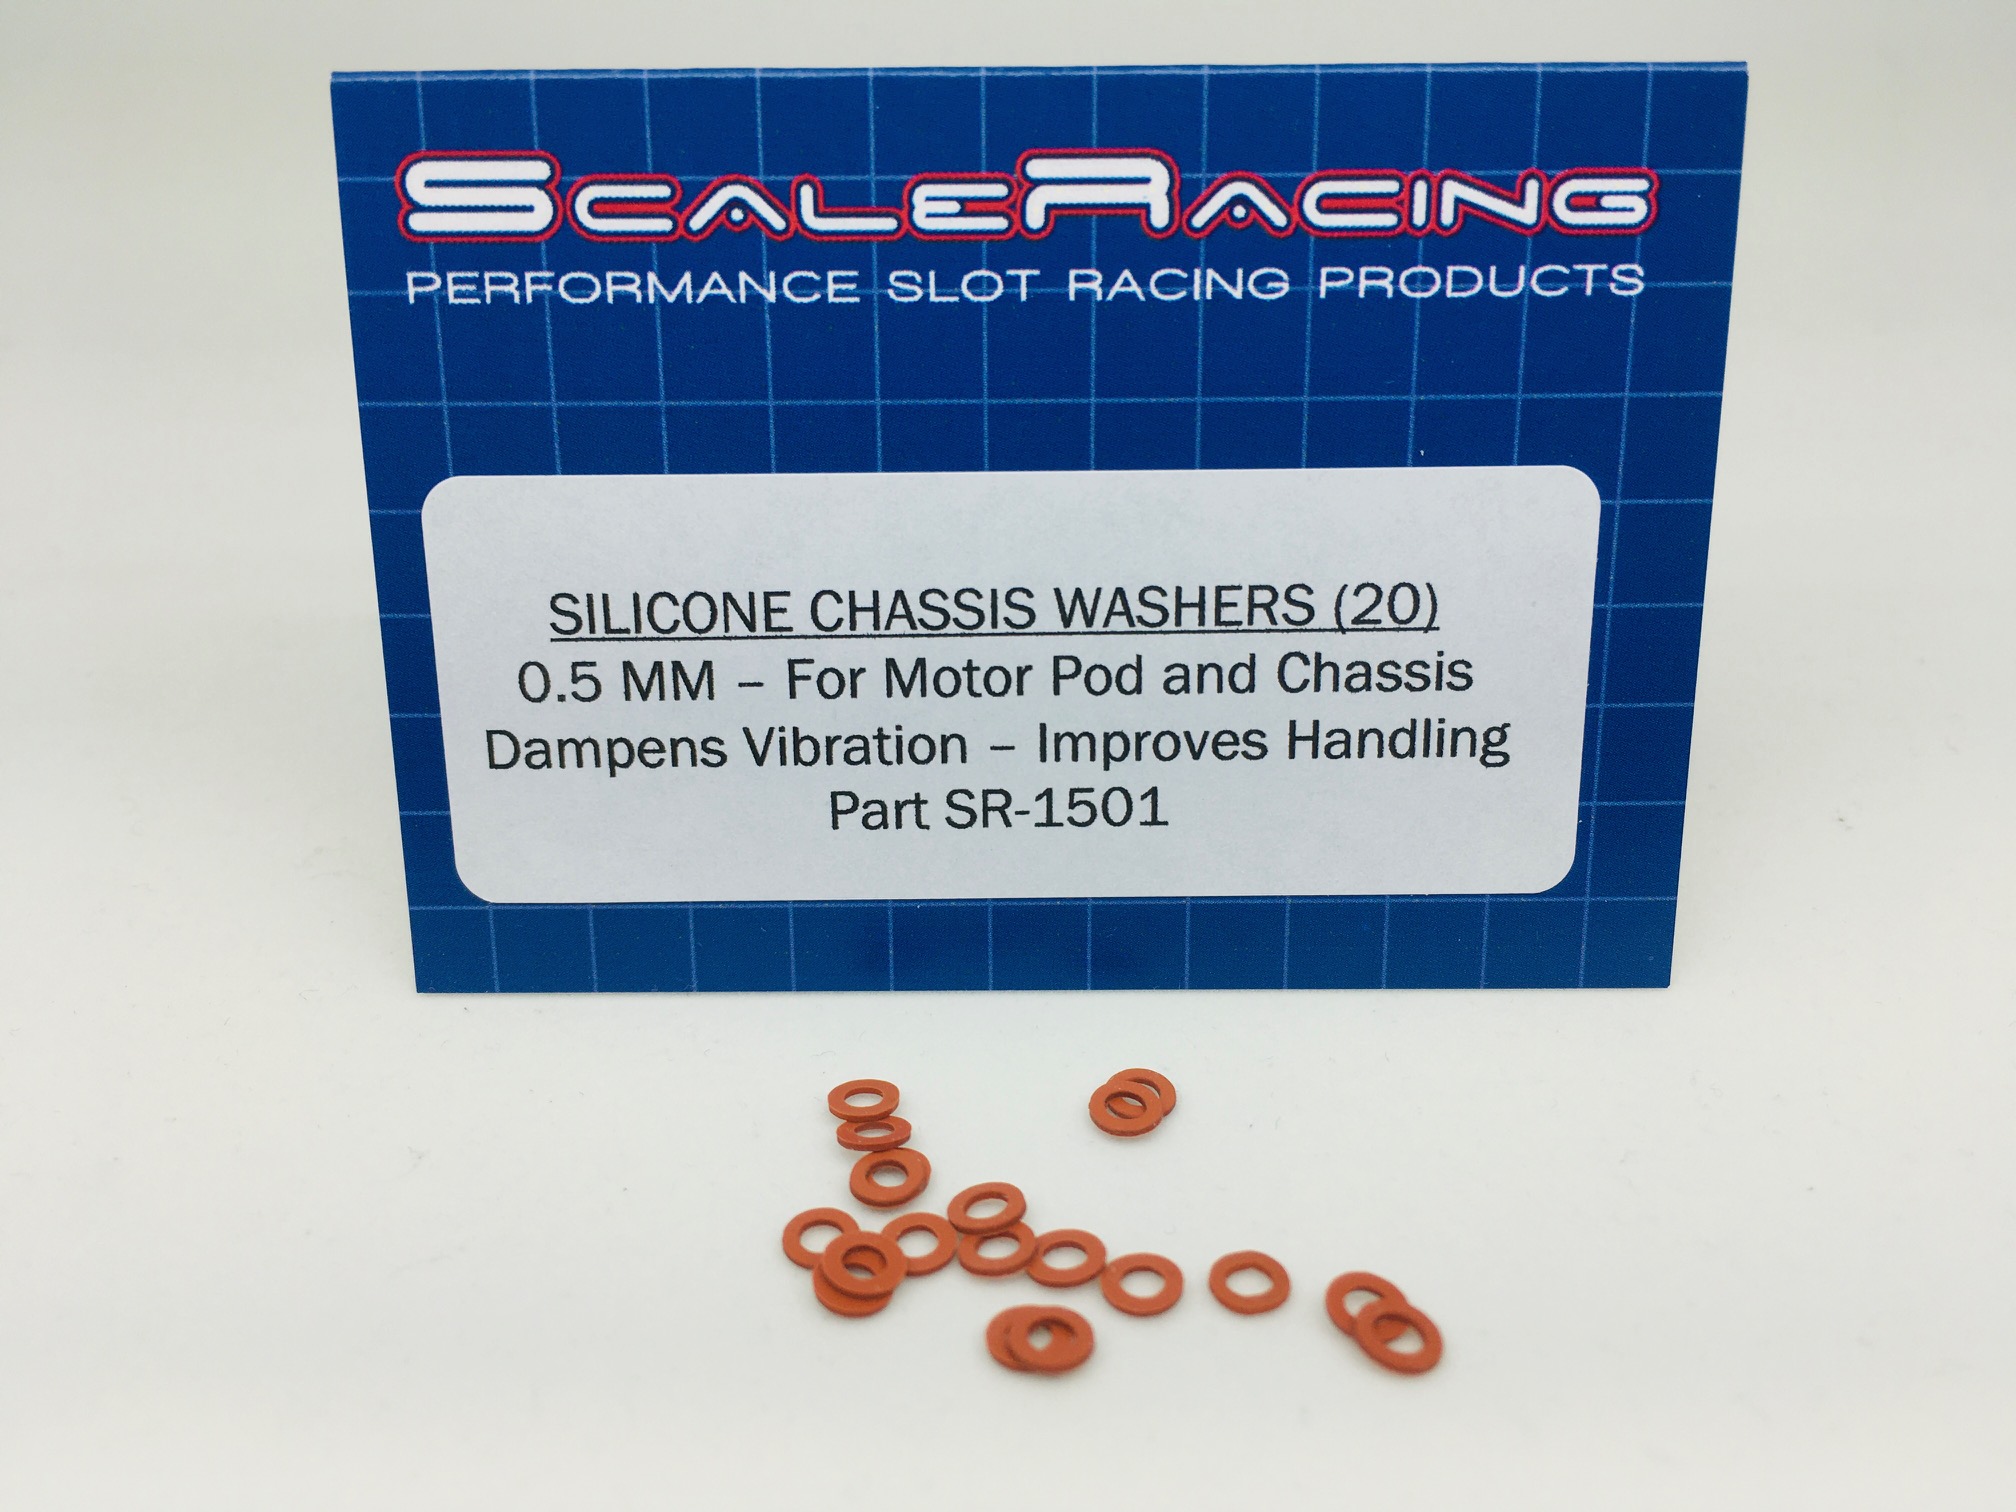 SCALERACING
PERFORMANCE SLOT RACING PRODUCTS
SILICONE CHASSIS WASHERS (20)
0.5 MM – For Motor Pod and Chassis
Dampens Vibration – Improves Handling
Part SR-1501